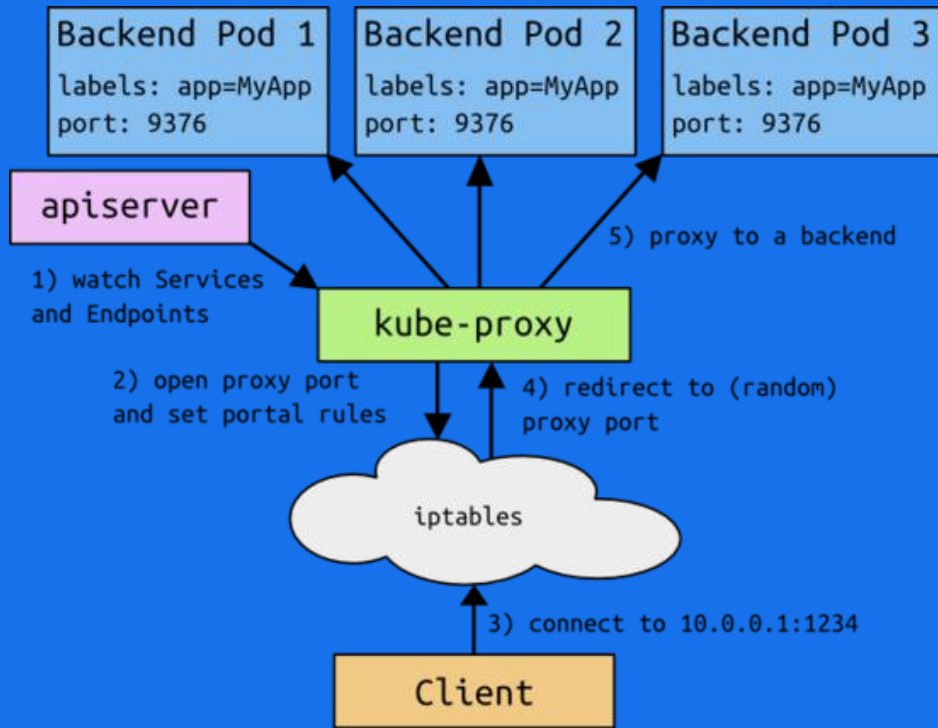 Backend Pod 1
labels: app=MyApp
port: 9376
Backend Pod 2
labels: app=MyApp
port: 9376
Backend Pod 3
labels: app=MyApp
port: 9376
apiserver
1) watch Services
and Endpoints
5) proxy to a backend
kube-proxy
2) open proxy port
and set portal rules
4) redirect to (random)
proxy port
iptables
3) connect to 10.0.0.1:1234
Client